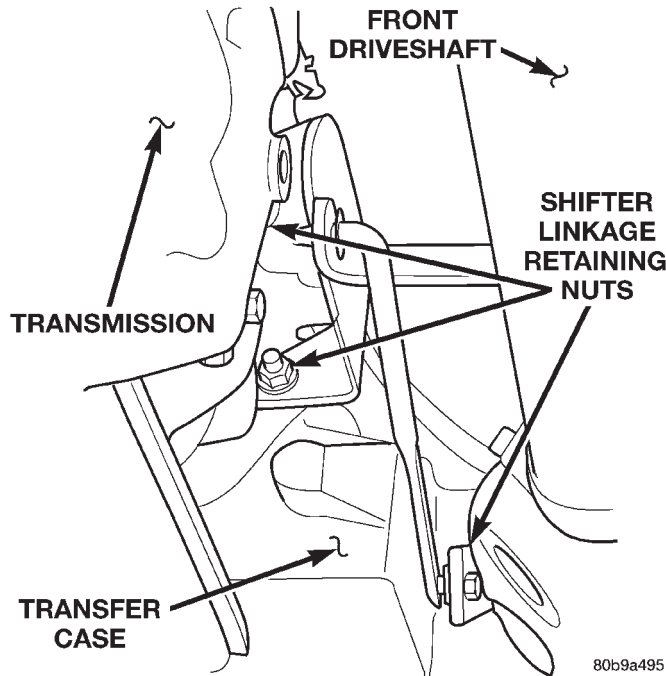 FRONT
DRIVESHAFT
SHIFTER
LINKAGE
RETAINING
NUTS
TRANSMISSION
TRANSFER
CASE
80b9a495